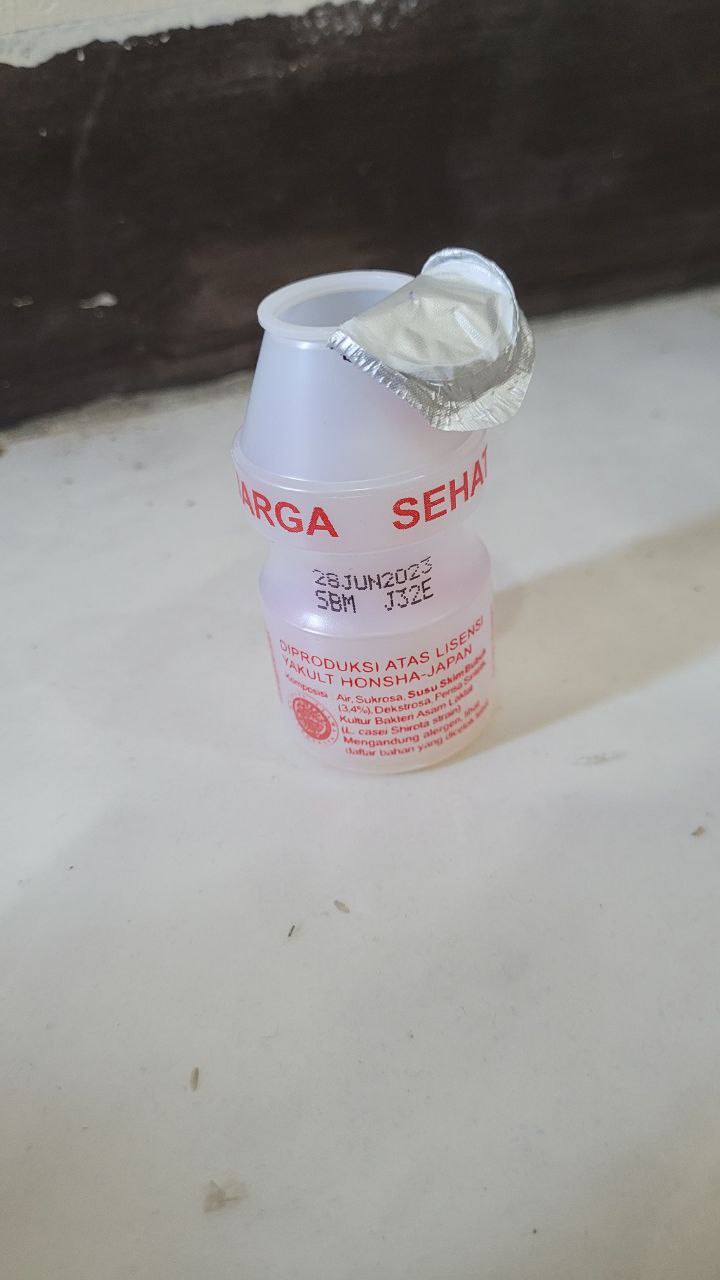 ARGA SEHAT
28JUN2023
SBM J32E
DIPRODUKSI ATAS LISENSI
YAKULT HONSHA-JAPAN
Komposisi : Air, Sukrosa, Susu Skim Bubuk
(3,4%), Dekstrosa, Perisa
Kultur Bakteri Asam Laktat
(L. casei Shirota strain)
Mengandung alergen, lihat
daftar bahan yang dicetak tebal